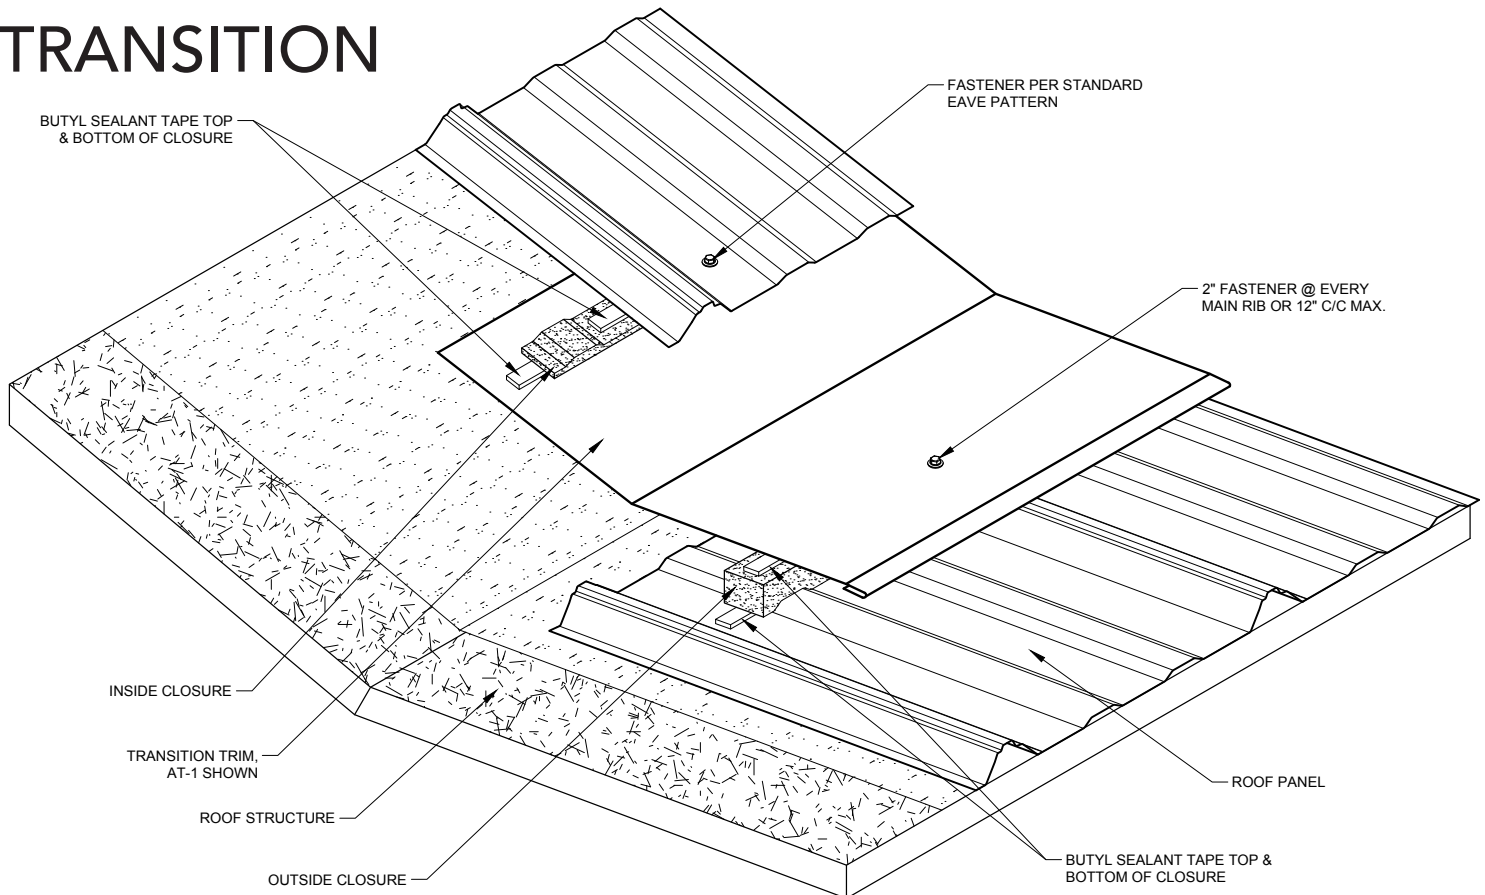 TRANSITION
BUTYL SEALANT TAPE TOP
& BOTTOM OF CLOSURE
FASTENER PER STANDARD
EAVE PATTERN
2" FASTENER @ EVERY
MAIN RIB OR 12" C/C MAX.
INSIDE CLOSURE
TRANSITION TRIM,
AT-1 SHOWN
ROOF STRUCTURE
OUTSIDE CLOSURE
ROOF PANEL
BUTYL SEALANT TAPE TOP &
BOTTOM OF CLOSURE